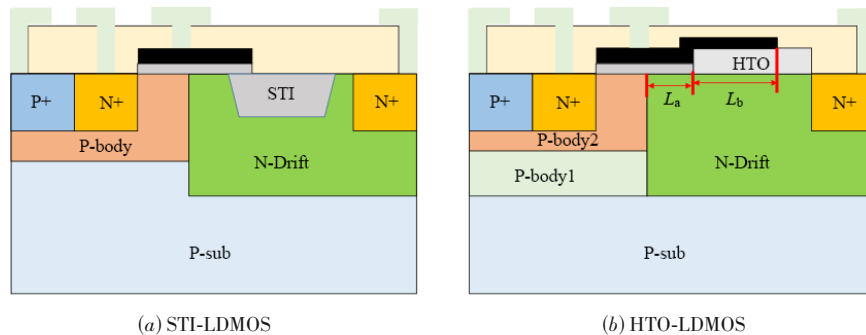 P+
N+
STI
N+
P-body
N-Drift
P-sub
(a) STI-LDMOS
HTO
P+
N+
La
Lb
N+
P-body2
P-body1
N-Drift
P-sub
(b) HTO-LDMOS